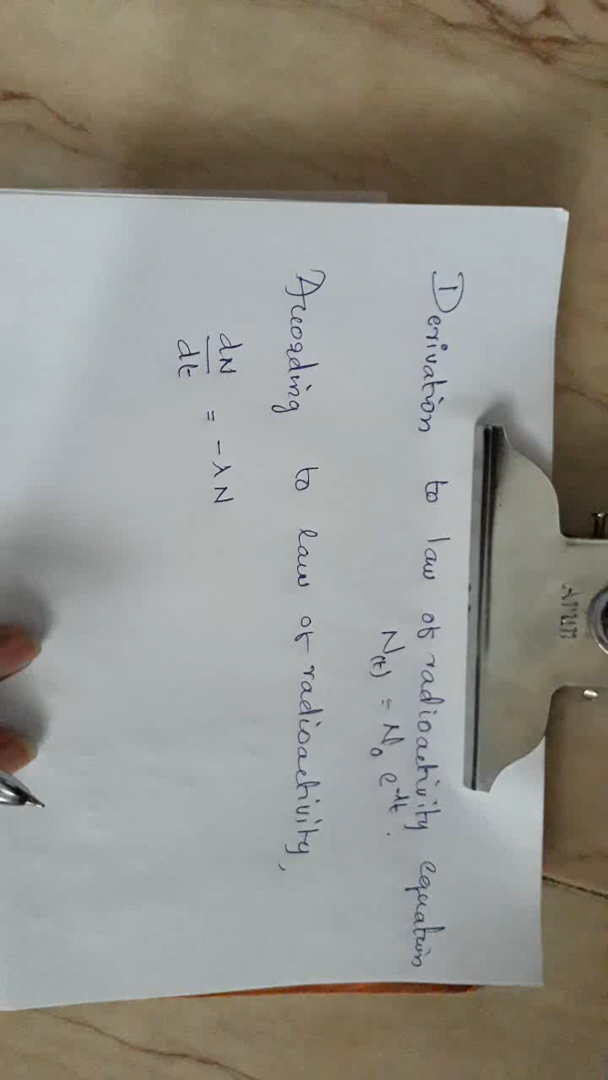 Derivation to law of radioactivity equation
N(t) = N₀ e^-λt.
According to law of radioactivity,
dN/dt = -λN